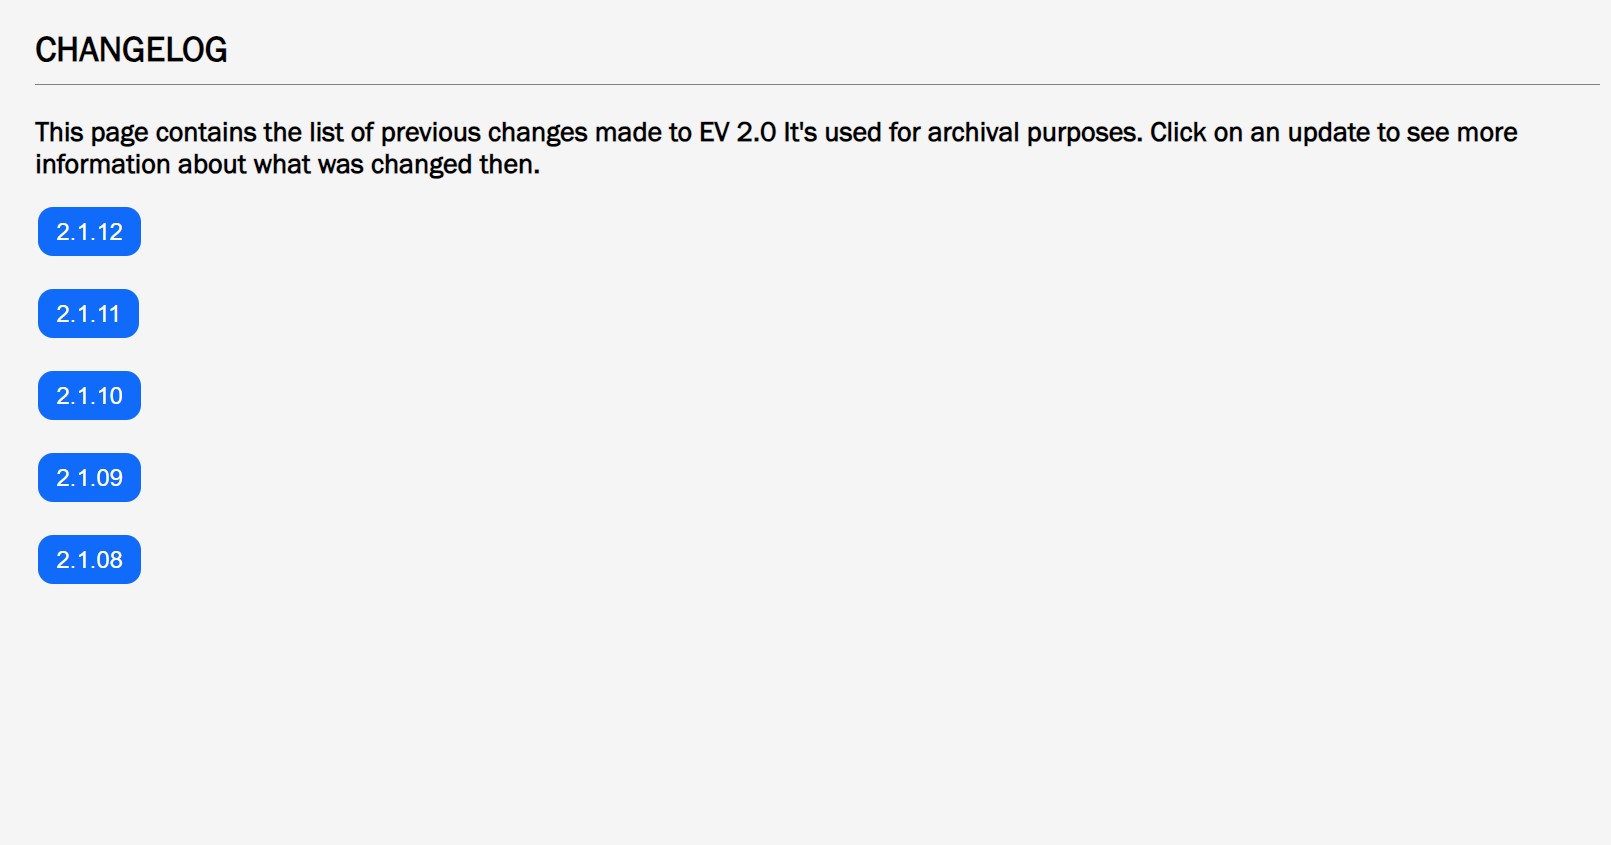 CHANGELOG
This page contains the list of previous changes made to EV 2.0 It's used for archival purposes. Click on an update to see more
information about what was changed then.
2.1.12
2.1.11
2.1.10
2.1.09
2.1.08